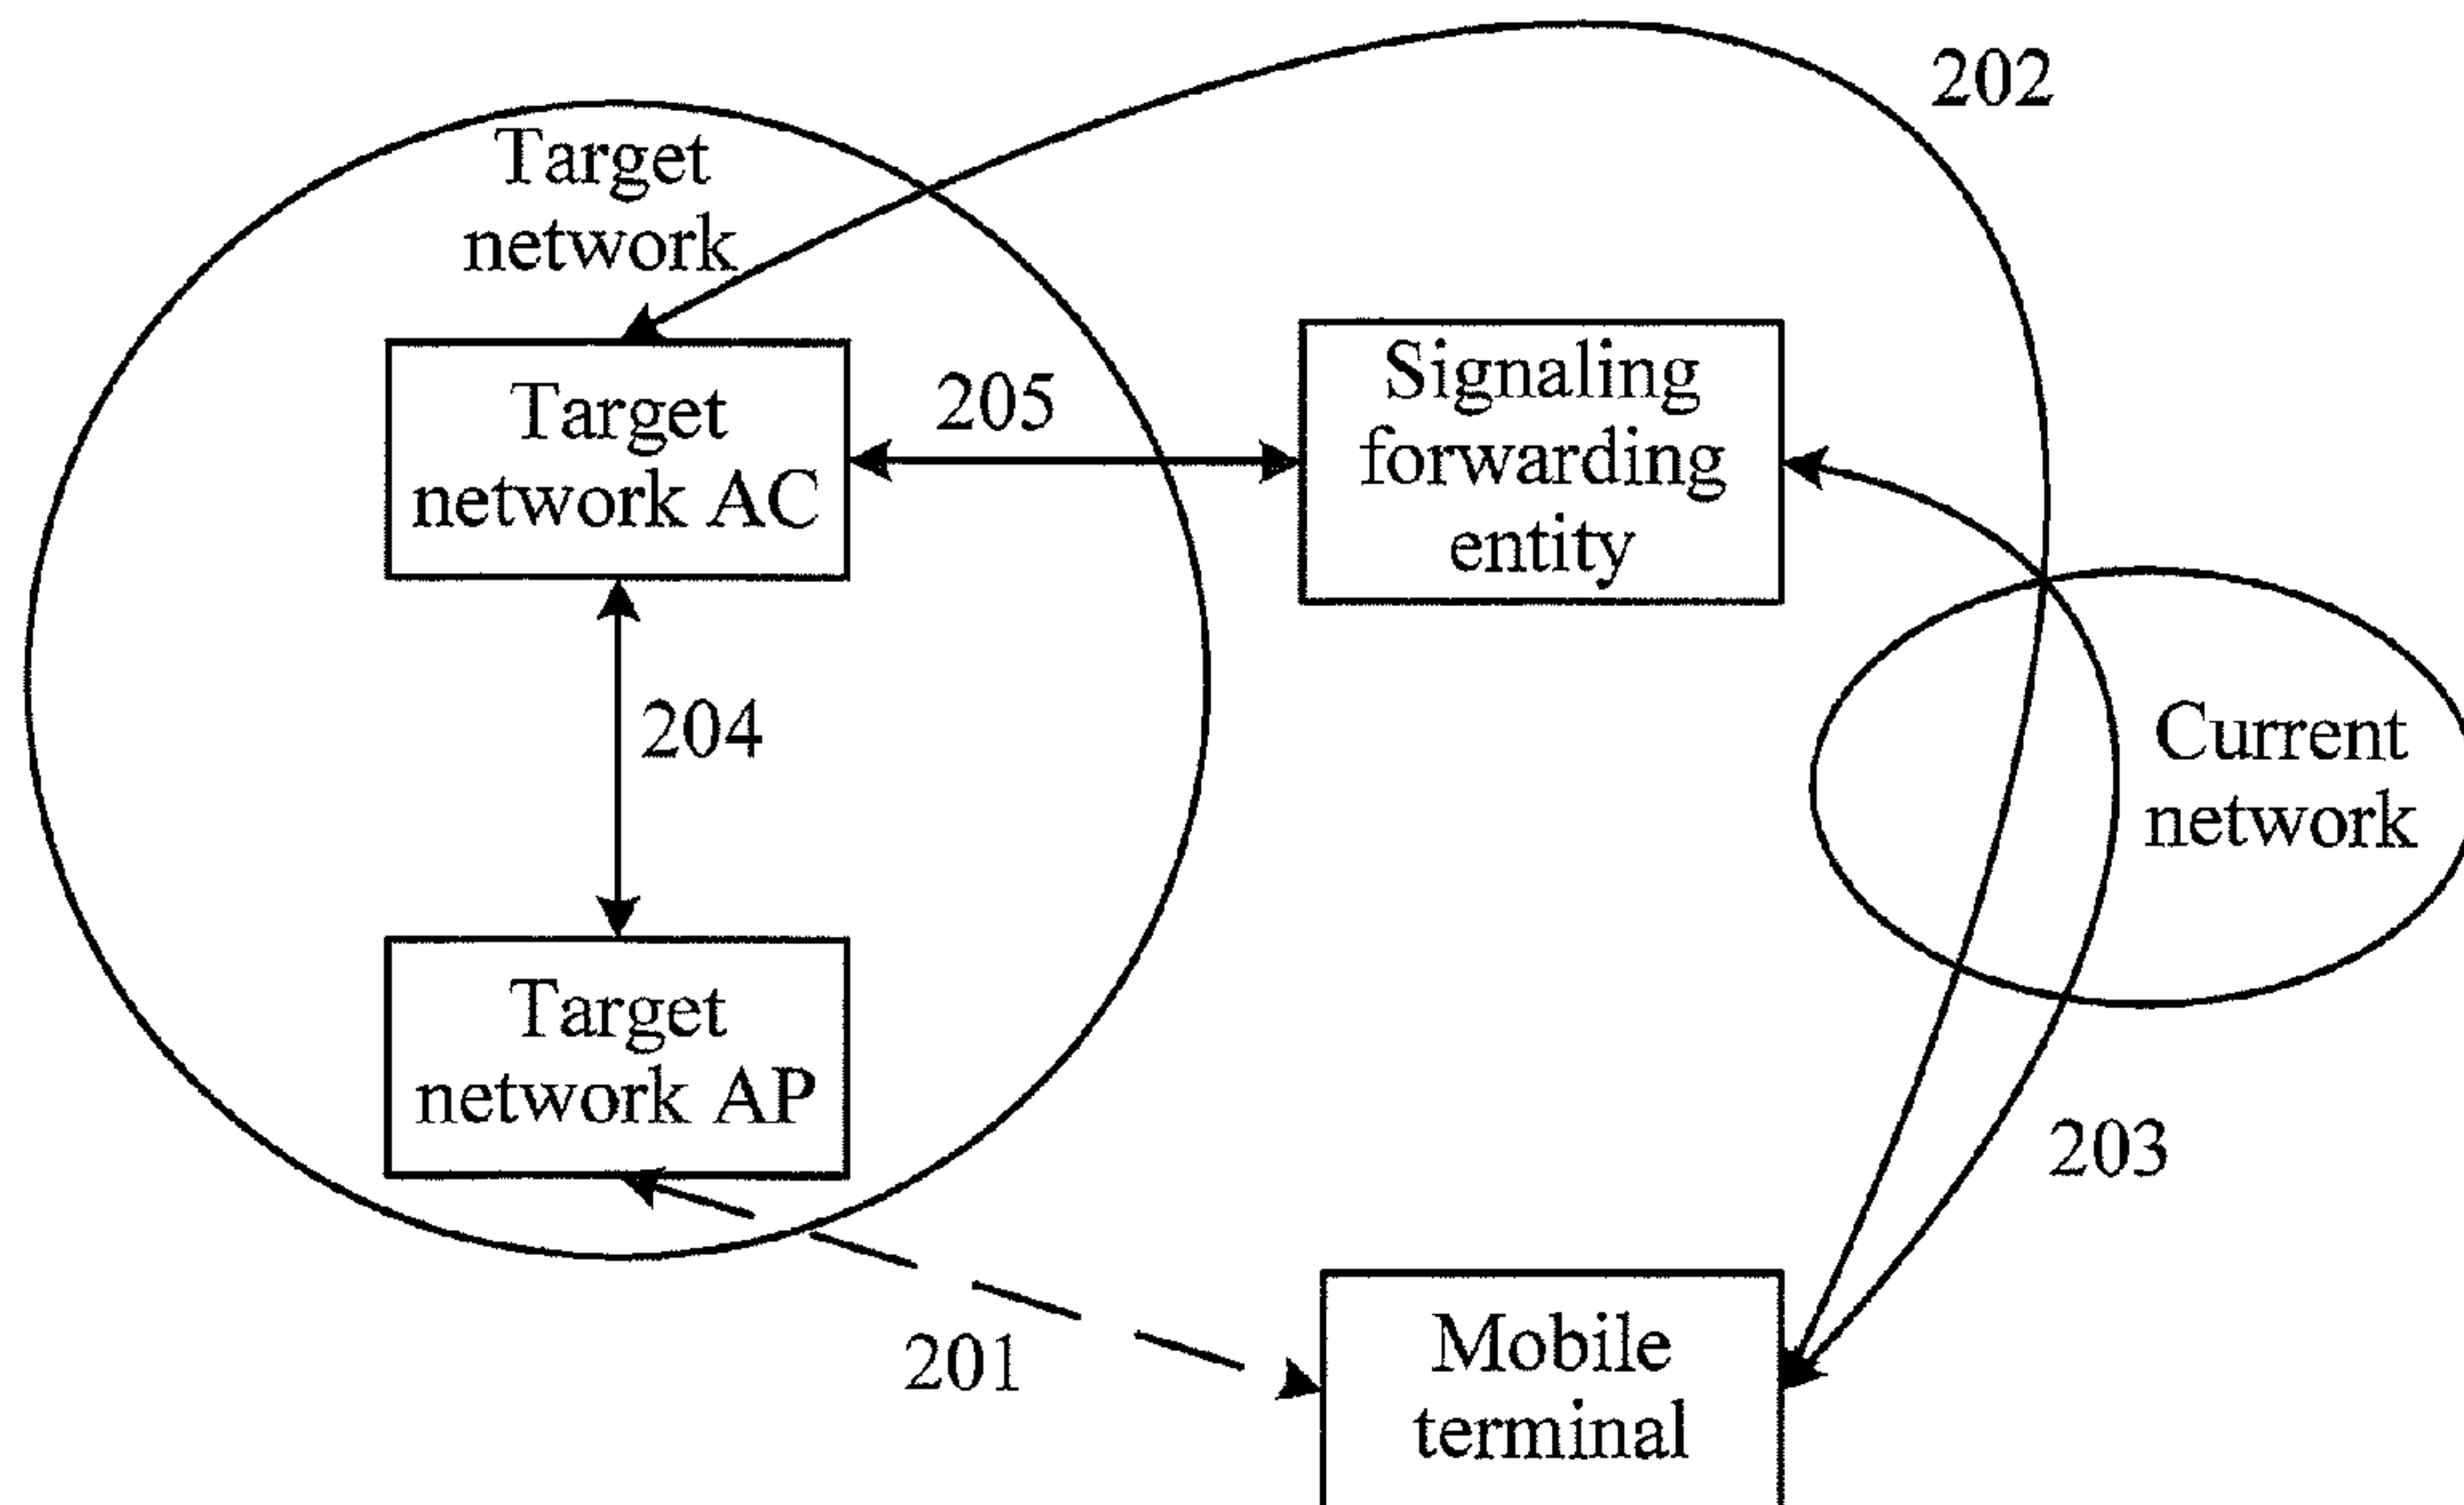 202
Target
network
Target
network AC
205
Signaling
forwarding
entity
204
Current
network
Target
network AP
203
201
Mobile
terminal